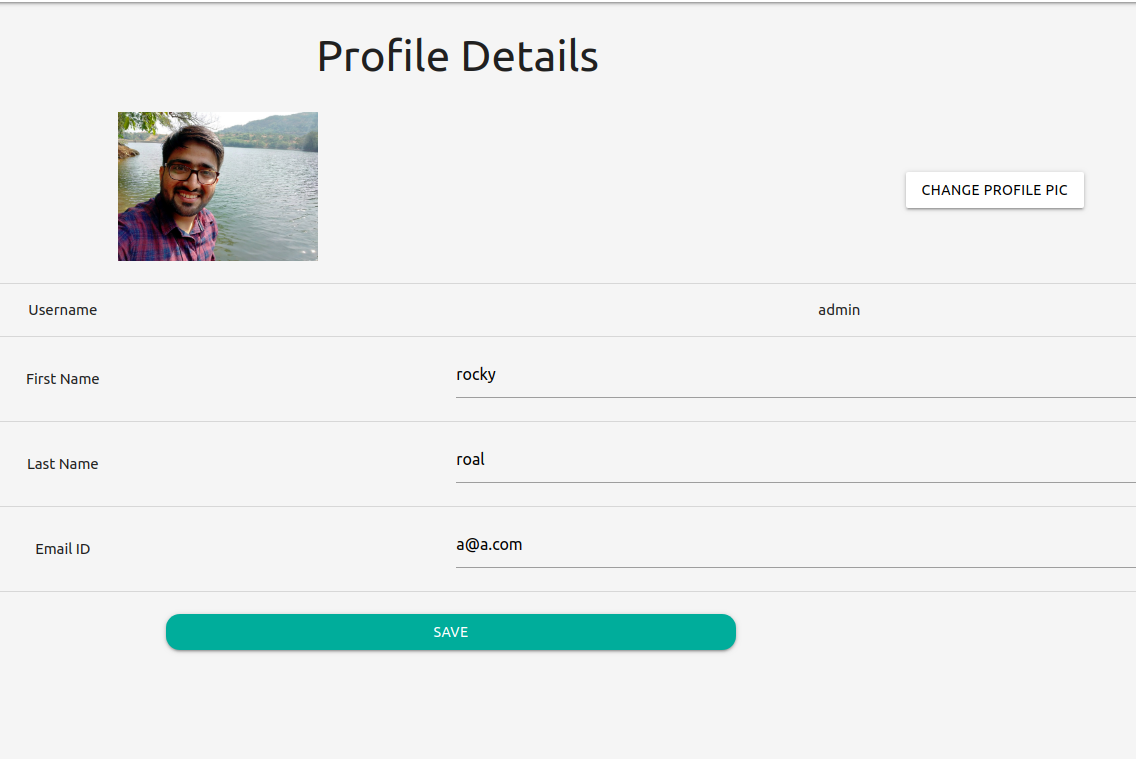 Profile Details
CHANGE PROFILE PIC
Username admin
First Name rocky
Last Name roal
Email ID a@a.com
SAVE